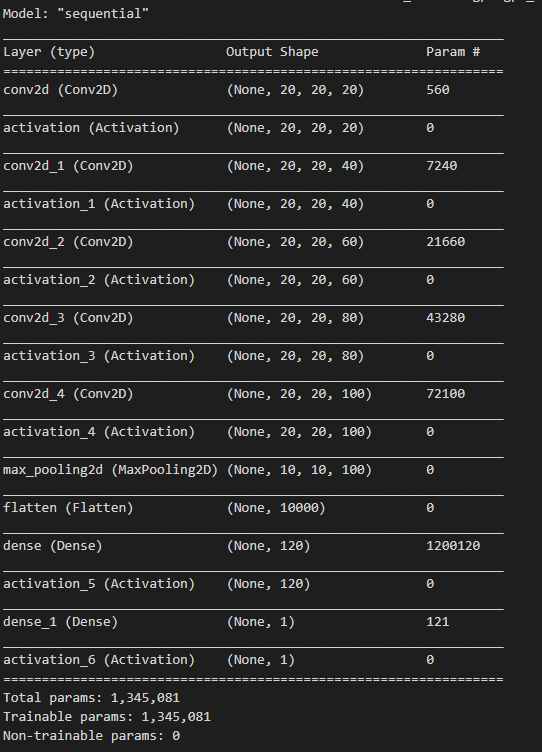 Model: "sequential"
Layer (type) Output Shape Param #
conv2d (Conv2D) (None, 20, 20, 20) 560
activation (Activation) (None, 20, 20, 20) 0
conv2d_1 (Conv2D) (None, 20, 20, 40) 7240
activation_1 (Activation) (None, 20, 20, 40) 0
conv2d_2 (Conv2D) (None, 20, 20, 60) 21660
activation_2 (Activation) (None, 20, 20, 60) 0
conv2d_3 (Conv2D) (None, 20, 20, 80) 43280
activation_3 (Activation) (None, 20, 20, 80) 0
conv2d_4 (Conv2D) (None, 20, 20, 100) 72100
activation_4 (Activation) (None, 20, 20, 100) 0
max_pooling2d (MaxPooling2D) (None, 10, 10, 100) 0
flatten (Flatten) (None, 10000) 0
dense (Dense) (None, 120) 1200120
activation_5 (Activation) (None, 120) 0
dense_1 (Dense) (None, 1) 121
activation_6 (Activation) (None, 1) 0
Total params: 1,345,081
Trainable params: 1,345,081
Non-trainable params: 0